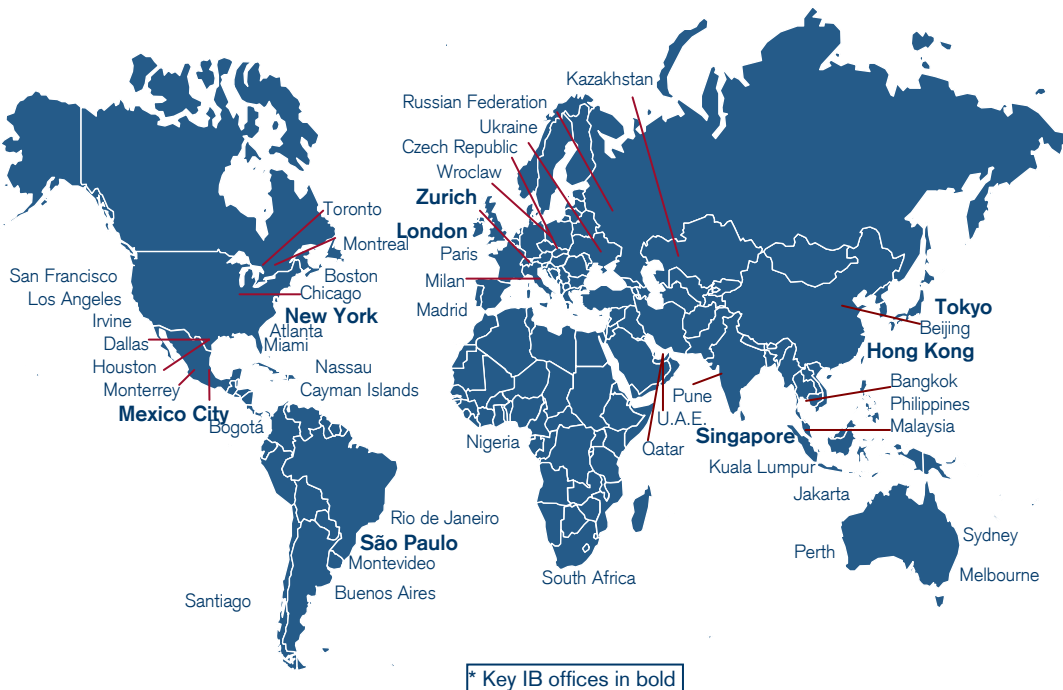 Kazakhstan
Russian Federation
Ukraine
Czech Republic
Wroclaw
Zurich
London
Paris
Milan
Madrid
Toronto
Montreal
Boston
Chicago
New York
Atlanta
Miami
San Francisco
Los Angeles
Irvine
Dallas
Houston
Monterrey
Mexico City
Bogotá
Nassau
Cayman Islands
Nigeria
Pune
U.A.E.
Qatar
Tokyo
Beijing
Hong Kong
Bangkok
Philippines
Malaysia
Singapore
Kuala Lumpur
Jakarta
Rio de Janeiro
São Paulo
Montevideo
Buenos Aires
Santiago
South Africa
Perth
Sydney
Melbourne
* Key IB offices in bold